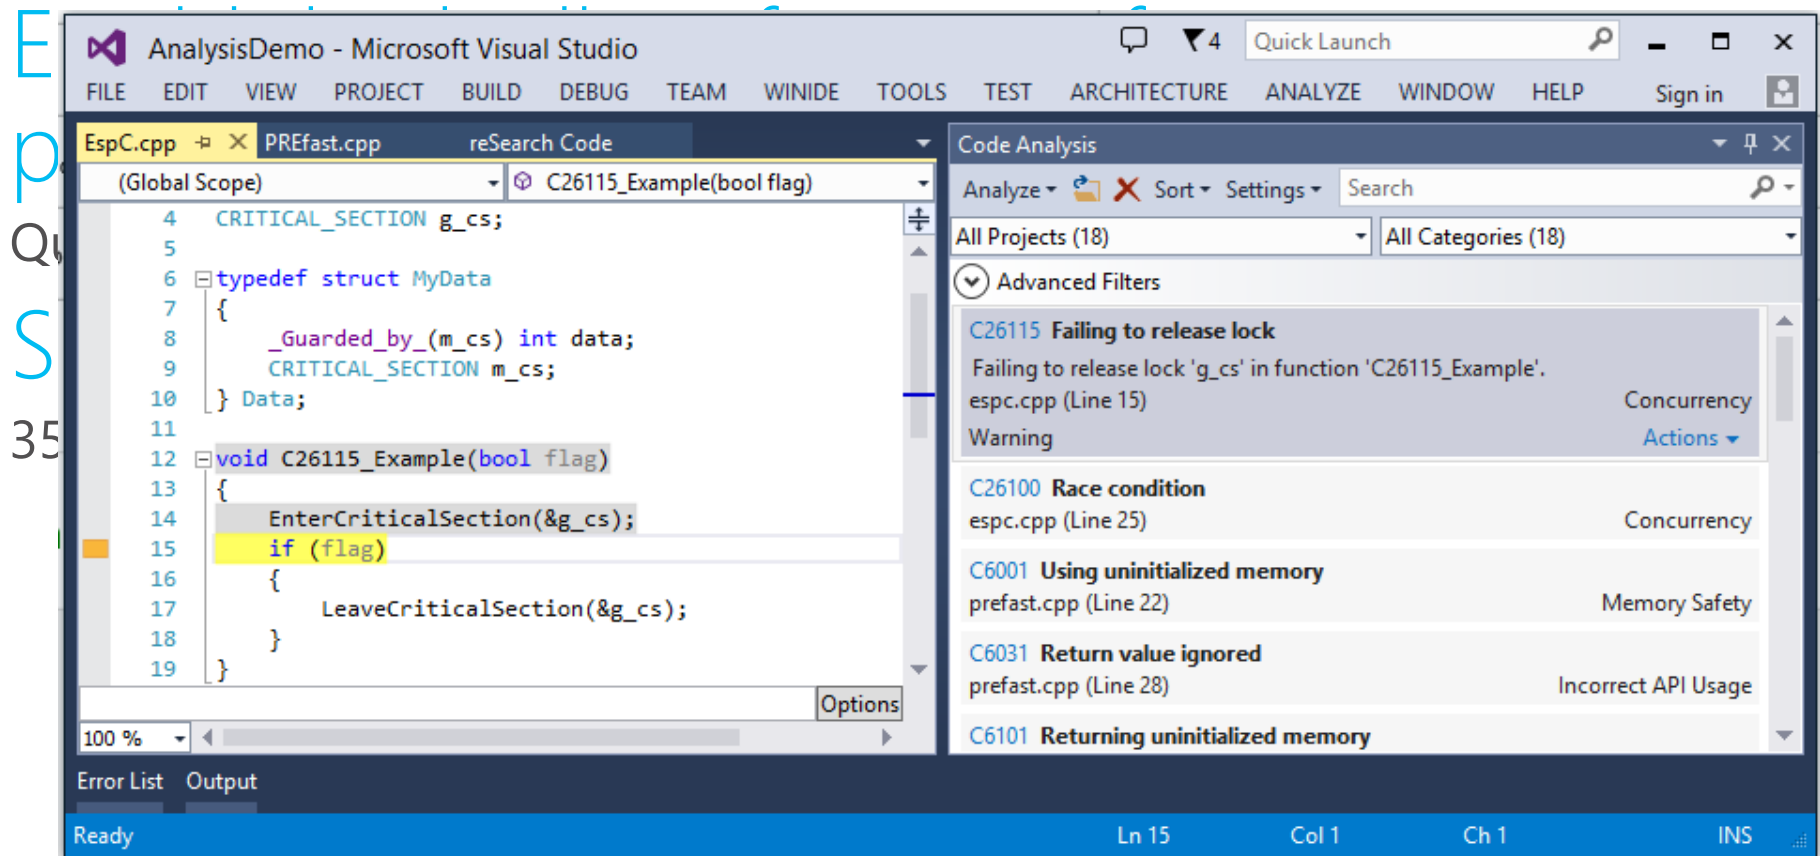 AnalysisDemo - Microsoft Visual Studio
4
Quick Launch
FILE EDIT VIEW PROJECT BUILD DEBUG TEAM WINIDE TOOLS TEST ARCHITECTURE ANALYZE WINDOW HELP Sign in
EspC.cpp PREfast.cpp reSearch Code
(Global Scope) C26115_Example(bool flag)
4 CRITICAL_SECTION g_cs;
5
6 typedef struct MyData
7 {
8 _Guarded_by_(m_cs) int data;
9 CRITICAL_SECTION m_cs;
10 } Data;
11
12 void C26115_Example(bool flag)
13 {
14 EnterCriticalSection(&g_cs);
15 if (flag)
16 {
17 LeaveCriticalSection(&g_cs);
18 }
19 }
Options
100 %
Code Analysis
Analyze Sort Settings Search
All Projects (18) All Categories (18)
Advanced Filters
C26115 Failing to release lock
Failing to release lock 'g_cs' in function 'C26115_Example'.
espc.cpp (Line 15) Concurrency
Warning Actions
C26100 Race condition
espc.cpp (Line 25) Concurrency
C6001 Using uninitialized memory
prefast.cpp (Line 22) Memory Safety
C6031 Return value ignored
prefast.cpp (Line 28) Incorrect API Usage
C6101 Returning uninitialized memory
Error List Output
Ready Ln 15 Col 1 Ch 1 INS
35